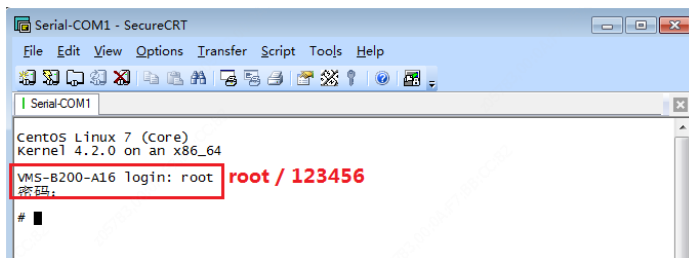 Serial-COM1 - SecureCRT
File Edit View Options Transfer Script Tools Help
Serial-COM1
CentOS Linux 7 (Core)
Kernel 4.2.0 on an x86_64
VMS-B200-A16 login: root root / 123456
密码:
#